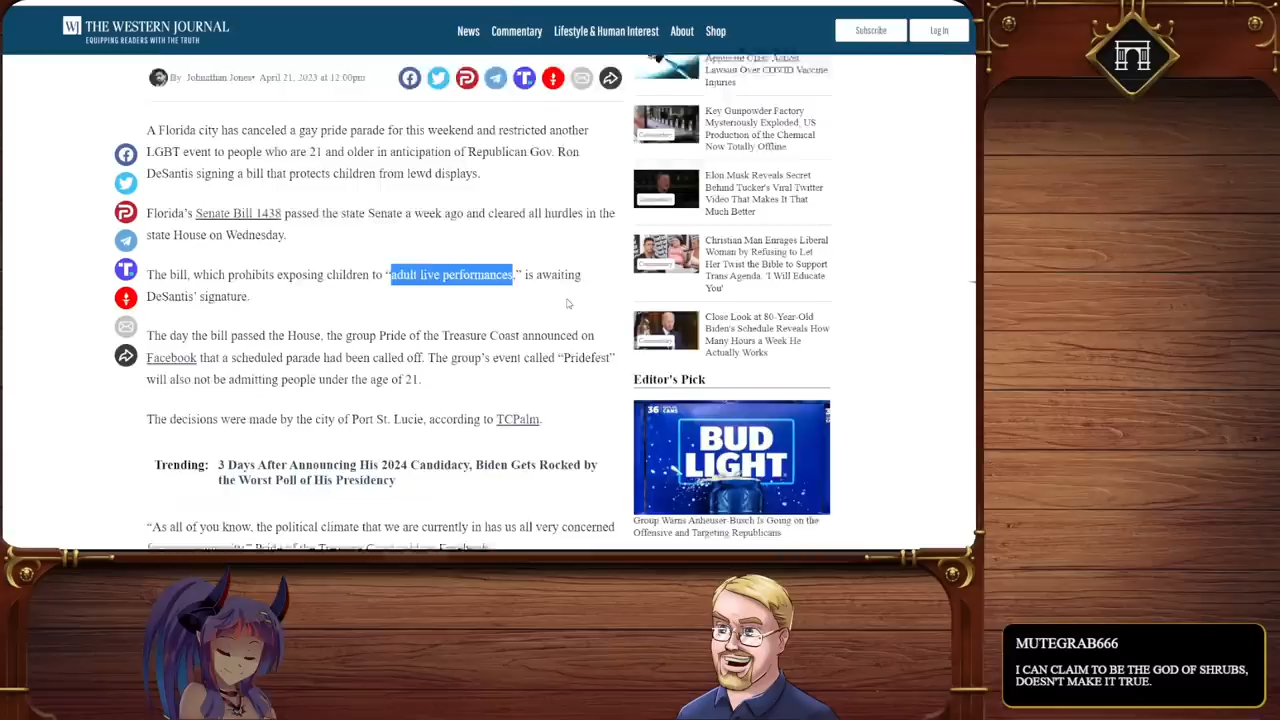 WJ THE WESTERN JOURNAL
EQUIPPING READERS WITH THE TRUTH
News Commentary Lifestyle & Human Interest About Shop
Subscribe
Log In
By Johnathan Jones• April 21, 2023 at 12:00pm
A Florida city has canceled a gay pride parade for this weekend and restricted another
LGBT event to people who are 21 and older in anticipation of Republican Gov. Ron
DeSantis signing a bill that protects children from lewd displays.
Florida's Senate Bill 1438 passed the state Senate a week ago and cleared all hurdles in the
state House on Wednesday.
The bill, which prohibits exposing children to “adult live performances,” is awaiting
DeSantis' signature.
The day the bill passed the House, the group Pride of the Treasure Coast announced on
Facebook that a scheduled parade had been called off. The group's event called “Pridefest”
will also not be admitting people under the age of 21.
The decisions were made by the city of Port St. Lucie, according to TCPalm.
Trending: 3 Days After Announcing His 2024 Candidacy, Biden Gets Rocked by
the Worst Poll of His Presidency
“As all of you know, the political climate that we are currently in has us all very concerned
Lawsuit Over COVID Vaccine
Injuries
Commentary
Key Gunpowder Factory
Mysteriously Exploded, US
Production of the Chemical
Now Totally Offline
Commentary
Elon Musk Reveals Secret
Behind Tucker's Viral Twitter
Video That Makes It That
Much Better
Commentary
Christian Man Enrages Liberal
Woman by Refusing to Let
Her Twist the Bible to Support
Trans Agenda. 'I Will Educate
You'
Commentary
Close Look at 80-Year-Old
Biden's Schedule Reveals How
Many Hours a Week He
Actually Works
Editor's Pick
36
BUD
LIGHT
Group Warns Anheuser-Busch Is Going on the
Offensive and Targeting Republicans
MUTEGRAB666
I CAN CLAIM TO BE THE GOD OF SHRUBS,
DOESN'T MAKE IT TRUE.